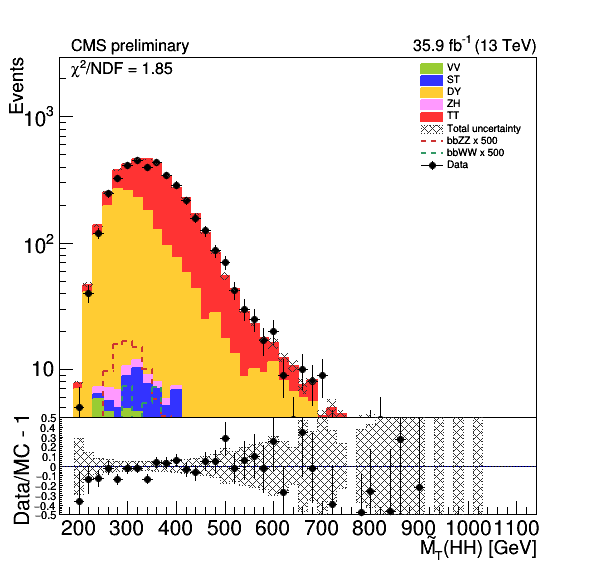 CMS preliminary 35.9 fb⁻¹ (13 TeV)
χ²/NDF = 1.85
Events
10³
10²
10
VV
ST
DY
ZH
TT
Total uncertainty
bbZZ x 500
bbWW x 500
Data
Data/MC - 1
0.5
0.4
0.3
0.2
0.1
0
-0.1
-0.2
-0.3
-0.4
-0.5
200 300 400 500 600 700 800 900 1000 1100
M̃_T(HH) [GeV]